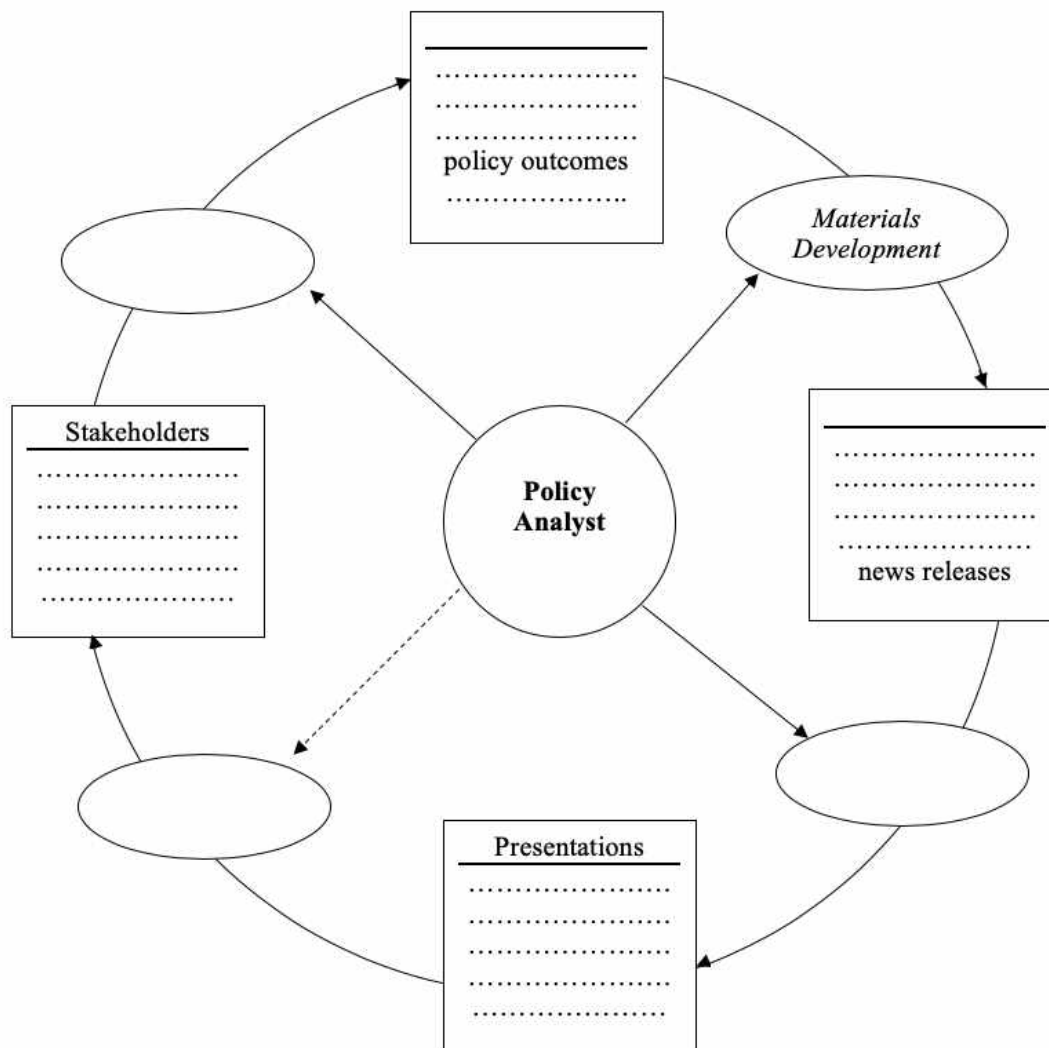 ……………………
……………………
……………………
policy outcomes
…………………..
Materials
Development
Stakeholders
……………………
……………………
……………………
……………………
…………………..
Policy
Analyst
……………………
……………………
……………………
…………………..
news releases
Presentations
……………………
……………………
……………………
……………………
…………………..